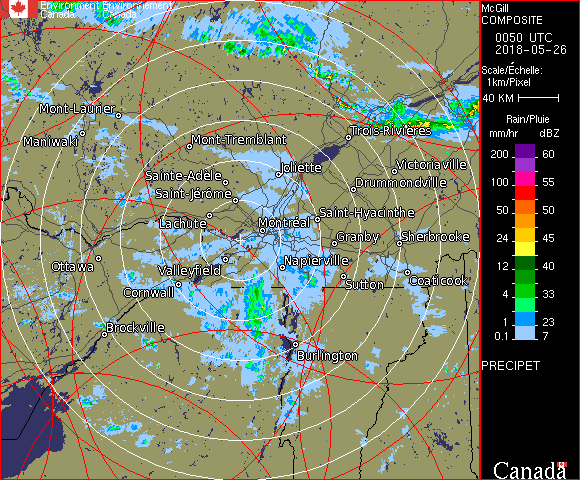 Environment Environnement
Canada Canada
McGill
COMPOSITE
0050 UTC
2018-05-26
Scale/Échelle:
1km/Pixel
40 KM
Rain/Pluie
mm/hr dBZ
200 60
100 55
50 50
24 45
12 40
4 33
1 23
0.1 7
PRECIPET
Canada
Mont-Laurier
Maniwaki
Mont-Tremblant
Trois-Rivières
Joliette
Victoriaville
Sainte-Adèle
Drummondville
Saint-Jérôme
Saint-Hyacinthe
Lachute
Montréal
Granby
Sherbrooke
Ottawa
Valleyfield
Napierville
Cornwall
Sutton
Coaticook
Brockville
Burlington